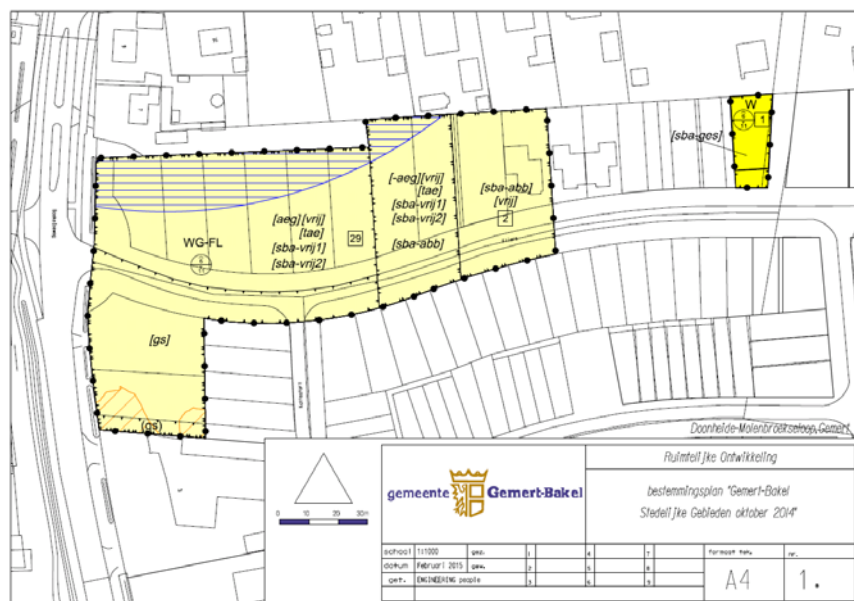 W
1
[sba-ges]
[-aeg][vrij]
[tae]
[sba-vrij1]
[sba-vrij2]
[sba-abb]
[sba-abb]
[vrij]
2
[aeg][vrij]
[tae]
[sba-vrij1]
[sba-vrij2]
29
WG-FL
[gs]
(gs)
Doonheide-Molenbroekseloop,Gemert
0 10 20 30m
gemeente Gemert-Bakel
Ruimtelijke Ontwikkeling
bestemmingsplan "Gemert-Bakel
Stedelijke Gebieden oktober 2014"
schaal 1:1000 gez. 1 4 7 formaat tek. nr.
datum Februari 2015 gew. 2 5 8
get. ENGINEERING people 3 6 9
A4 1.